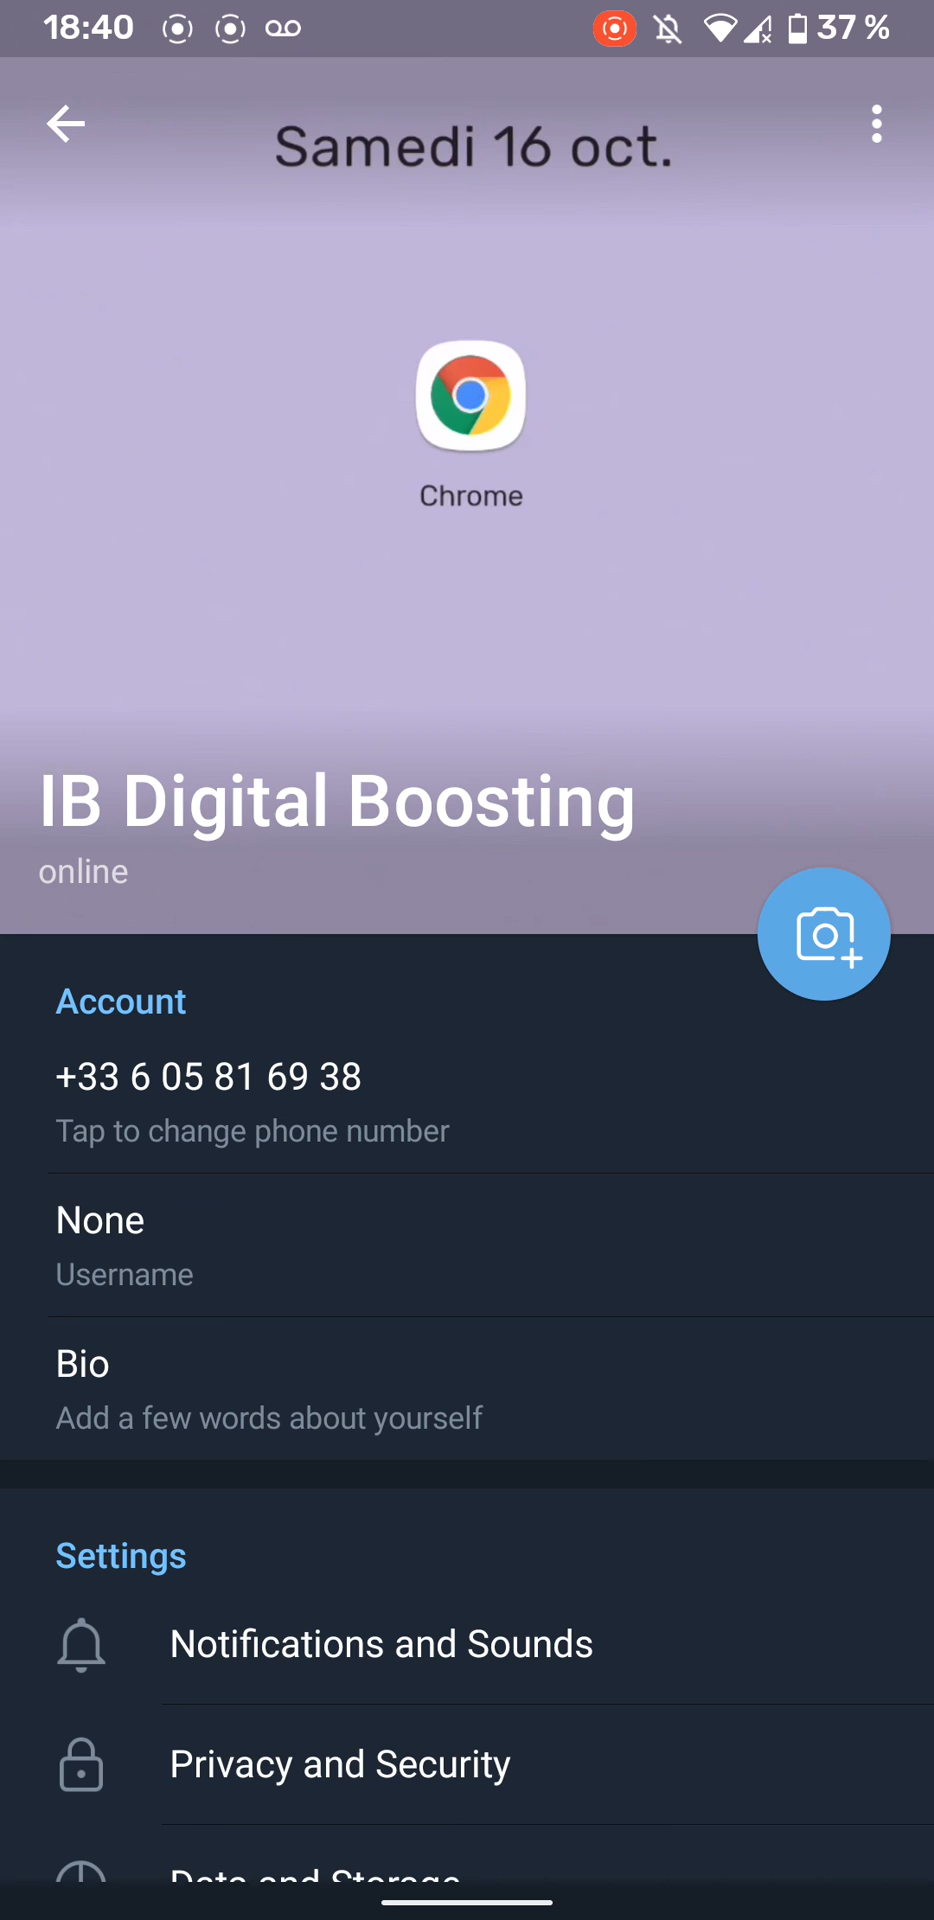 18:40
37 %
Samedi 16 oct.
Chrome
IB Digital Boosting
online
Account
+33 6 05 81 69 38
Tap to change phone number
None
Username
Bio
Add a few words about yourself
Settings
Notifications and Sounds
Privacy and Security
Data and Storage